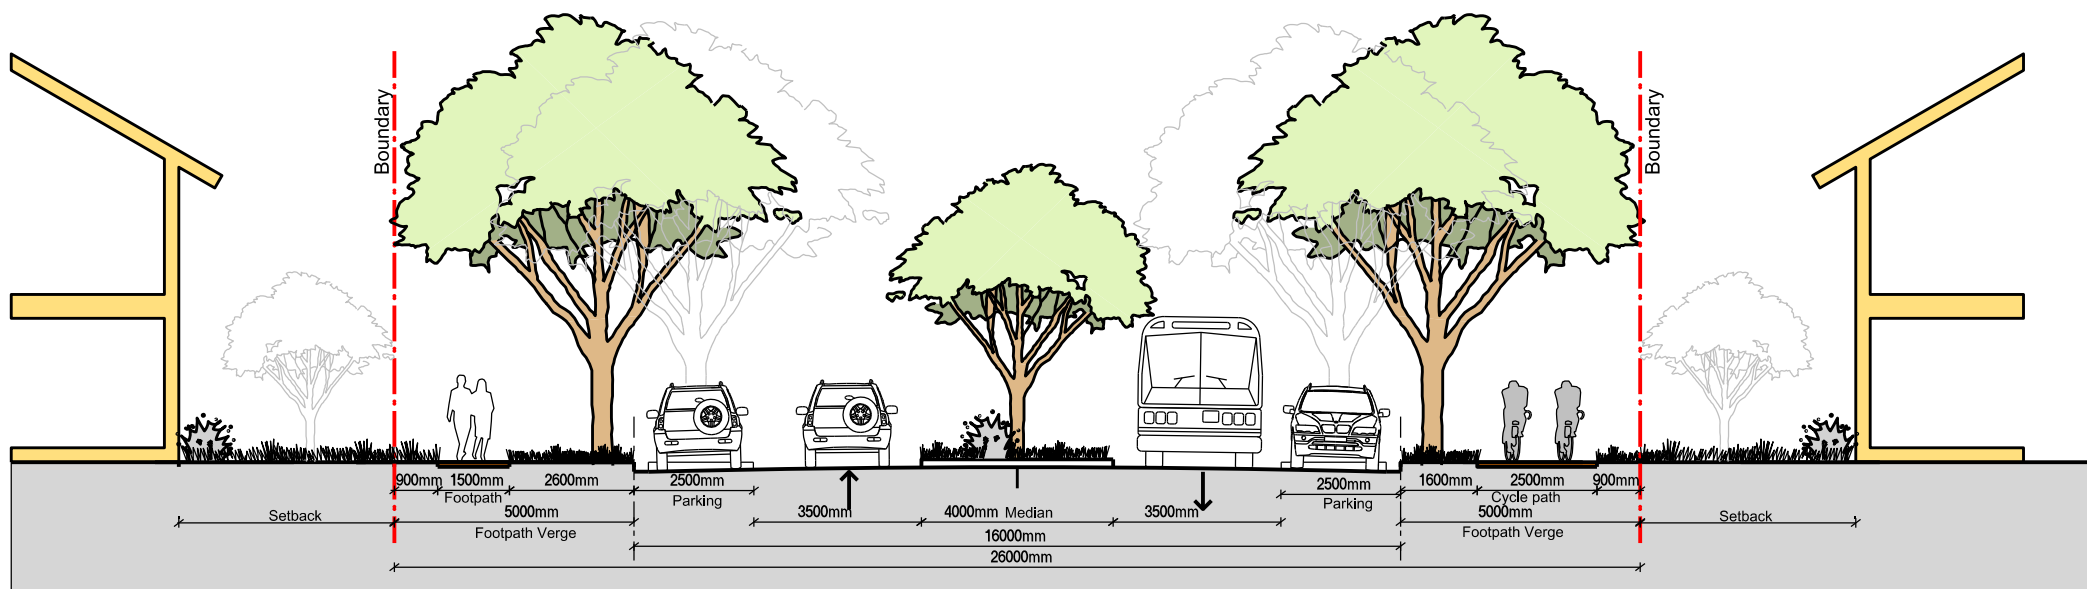 Boundary
Boundary
900mm 1500mm 2600mm 2500mm 2500mm 1600mm 2500mm 900mm
Footpath Parking Parking Cycle path
Setback 5000mm 3500mm 4000mm Median 3500mm 5000mm Setback
Footpath Verge Footpath Verge
16000mm
26000mm